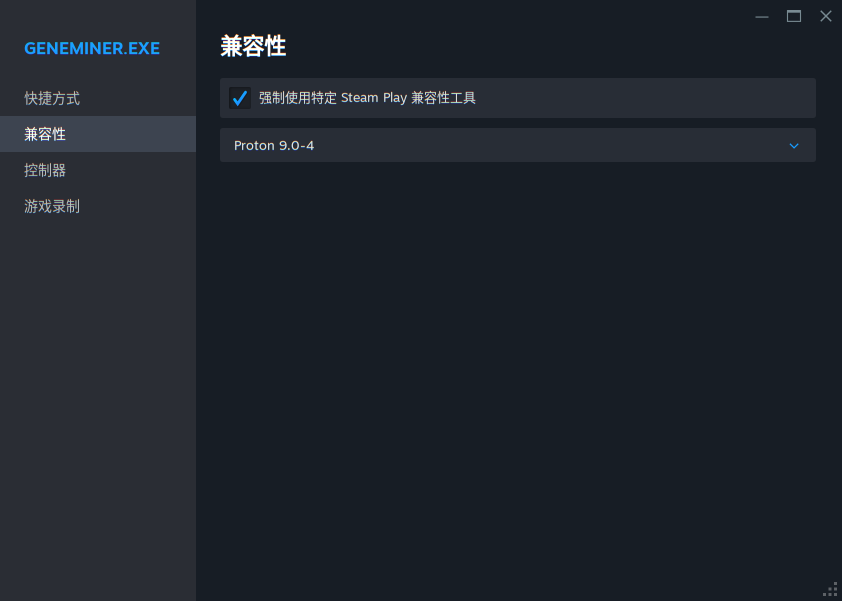 GENEMINER.EXE
快捷方式
兼容性
控制器
游戏录制
兼容性
强制使用特定 Steam Play 兼容性工具
Proton 9.0-4